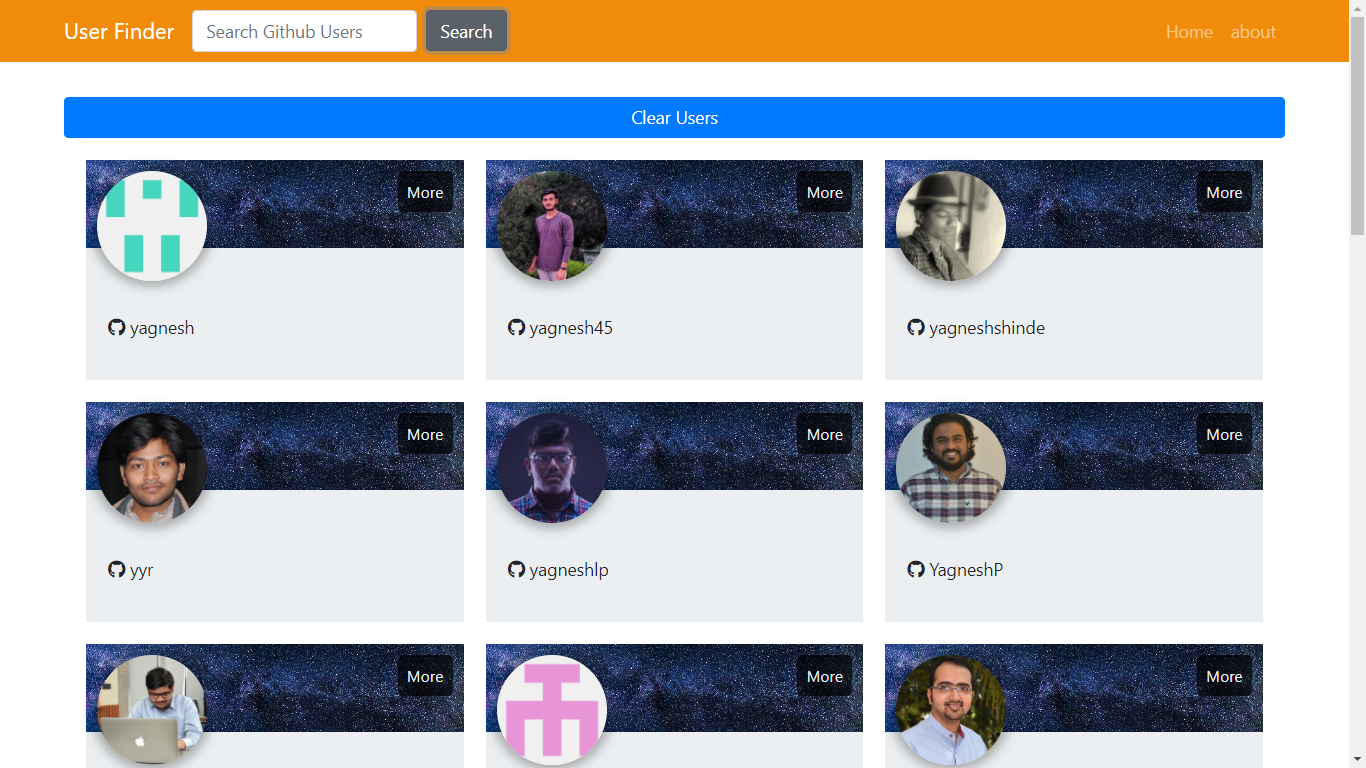 User Finder Search Github Users Search Home about
Clear Users
More More More
yagnesh yagnesh45 yagneshshinde
More More More
yyr yagneshlp YagneshP
More More More